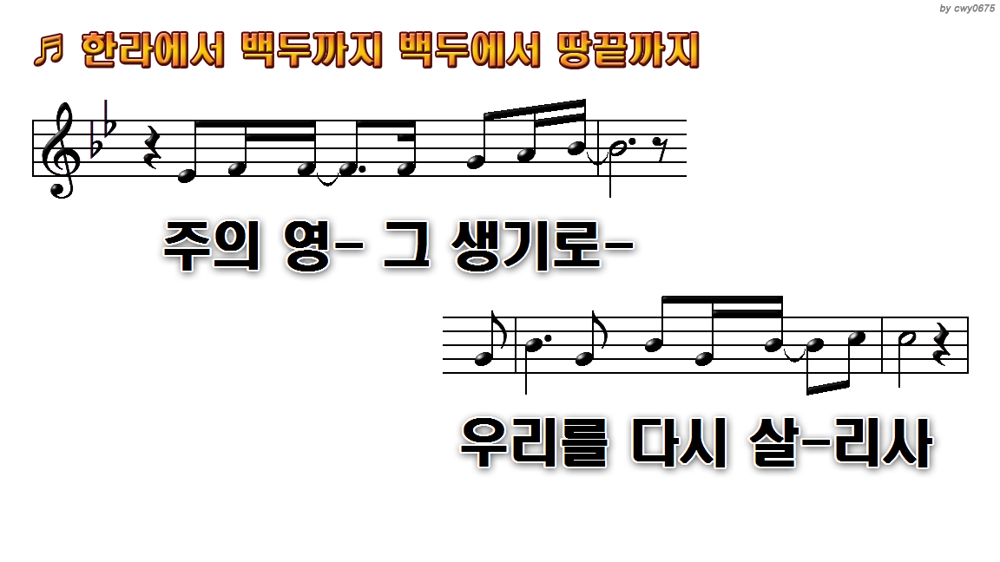 by cwy0675
♬ 한라에서 백두까지 백두에서 땅끝까지
주의 영- 그 생기로-
우리를 다시 살-리사